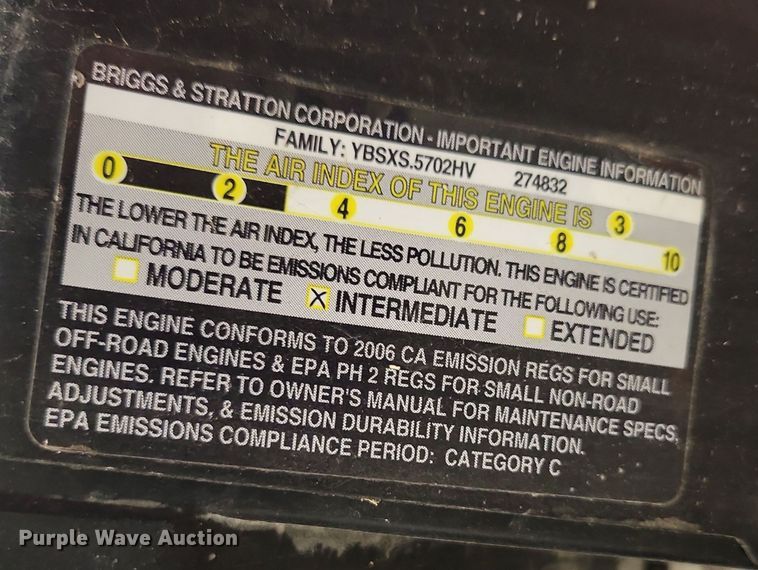 BRIGGS & STRATTON CORPORATION - IMPORTANT ENGINE INFORMATION
FAMILY: YBSXS.5702HV 274832
THE AIR INDEX OF THIS ENGINE IS 3
0 2 4 6 8 10
THE LOWER THE AIR INDEX, THE LESS POLLUTION. THIS ENGINE IS CERTIFIED
IN CALIFORNIA TO BE EMISSIONS COMPLIANT FOR THE FOLLOWING USE:
MODERATE X INTERMEDIATE EXTENDED
THIS ENGINE CONFORMS TO 2006 CA EMISSION REGS FOR SMALL
OFF-ROAD ENGINES & EPA PH 2 REGS FOR SMALL NON-ROAD
ENGINES. REFER TO OWNER'S MANUAL FOR MAINTENANCE SPECS,
ADJUSTMENTS, & EMISSION DURABILITY INFORMATION.
EPA EMISSIONS COMPLIANCE PERIOD: CATEGORY C
Purple Wave Auction